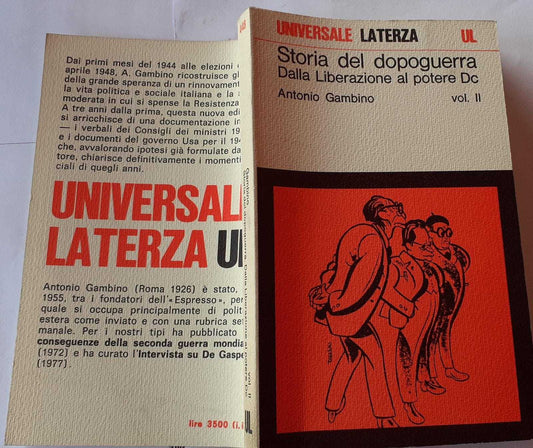 Dai primi mesi del 1944 alle elezioni
aprile 1948, A. Gambino ricostruisce gli
della grande speranza di un rinnovament
la vita politica e sociale italiana e la
moderata in cui si spense la Resistenza
A tre anni dalla prima, questa nuova edi
si arricchisce di una documentazione in
— i verbali dei Consigli dei ministri 19
e i documenti del governo Usa per il 194
che, avvalorando ipotesi già formulate da
tore, chiarisce definitivamente i momenti
ciali di quegli anni.
UNIVERSALE
LATERZA UL
Antonio Gambino (Roma 1926) è stato,
1955, tra i fondatori dell'«Espresso», per
quale si occupa principalmente di polit
estera come inviato e con una rubrica set
manale. Per i nostri tipi ha pubblicato
conseguenze della seconda guerra mondia
(1972) e ha curato l'Intervista su De Gaspe
(1977).
lire 3500 (i.i
UL
Gambino
vol. II
UL
UNIVERSALE LATERZA UL
Storia del dopoguerra
Dalla Liberazione al potere Dc
Antonio Gambino vol. II